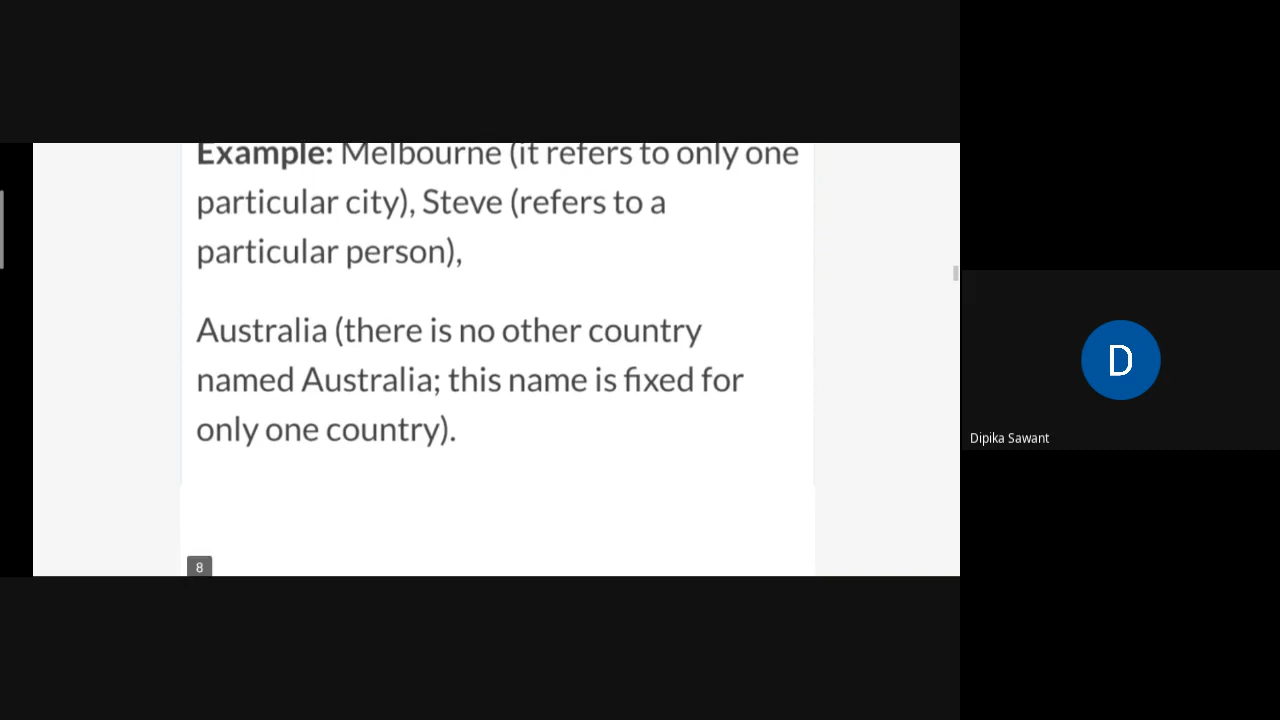 Example: Melbourne (it refers to only one
particular city), Steve (refers to a
particular person),
Australia (there is no other country
named Australia; this name is fixed for
only one country).
8
D
Dipika Sawant